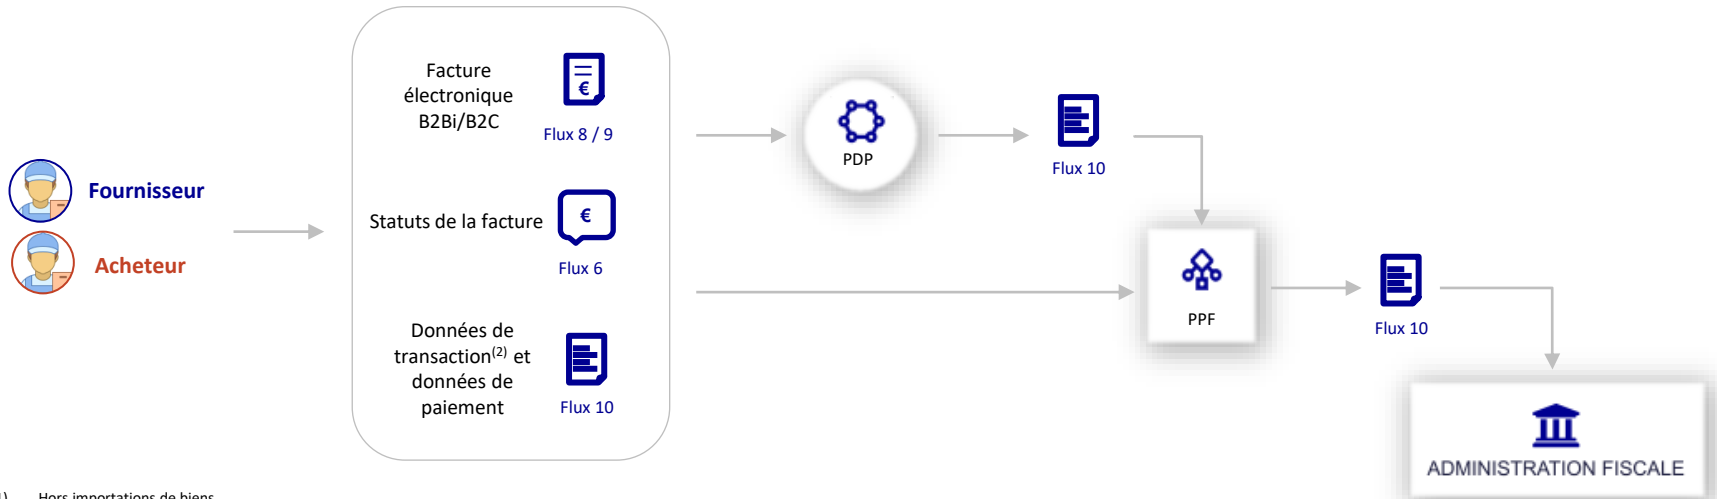 Fournisseur
Acheteur
Facture
électronique
B2Bi/B2C
€
Flux 8 / 9
Statuts de la facture
€
Flux 6
Données de
transaction(2) et
données de
paiement
Flux 10
PDP
Flux 10
PPF
Flux 10
ADMINISTRATION FISCALE
Hors importations de biens